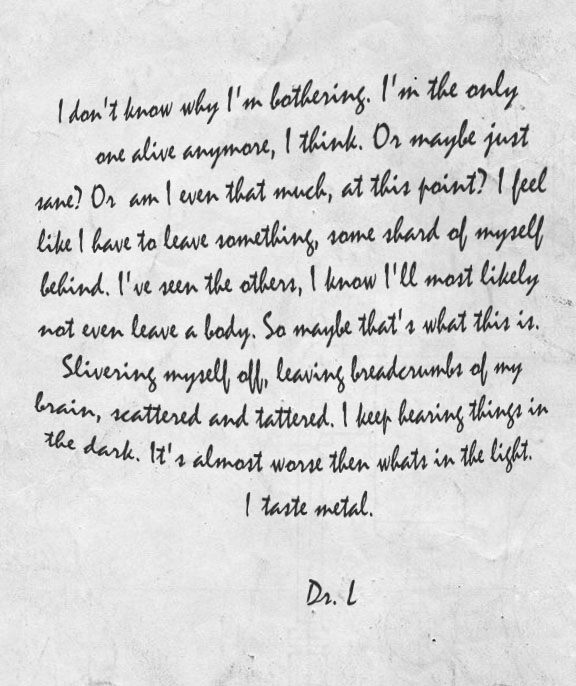 I don't know why I'm bothering. I'm the only
one alive anymore, I think. Or maybe just
sane? Or am I even that much, at this point? I feel
like I have to leave something, some shard of myself
behind. I've seen the others, I know I'll most likely
not even leave a body. So maybe that's what this is.
Slivering myself off, leaving breadcrumbs of my
brain, scattered and tattered. I keep hearing things in
the dark. It's almost worse then whats in the light.
I taste metal.
Dr. L